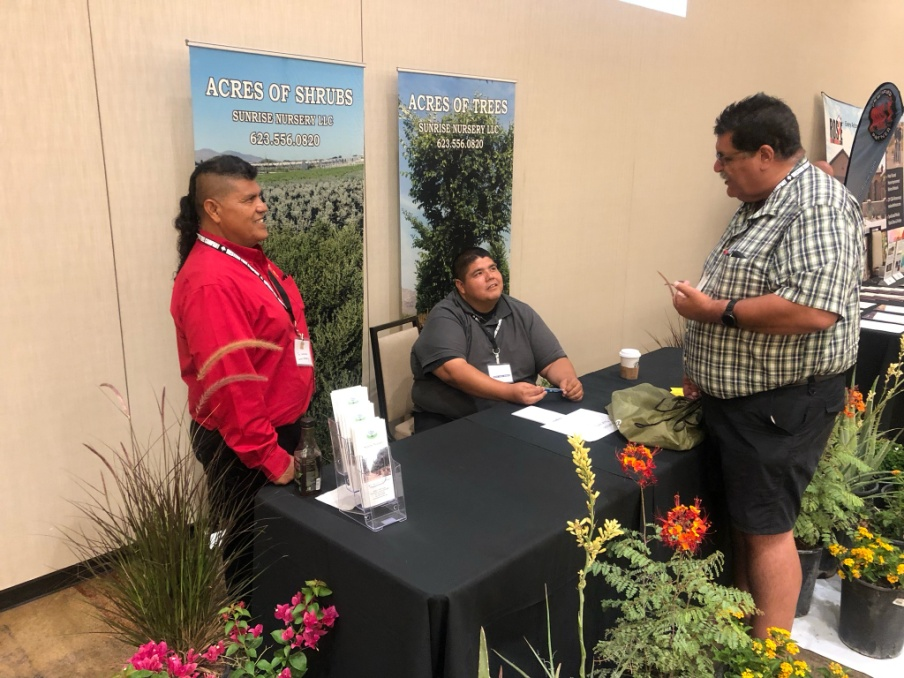 ACRES OF SHRUBS
SUNRISE NURSERY LLC
623.556.0820
ACRES OF TREES
SUNRISE NURSERY LLC
623.556.0820